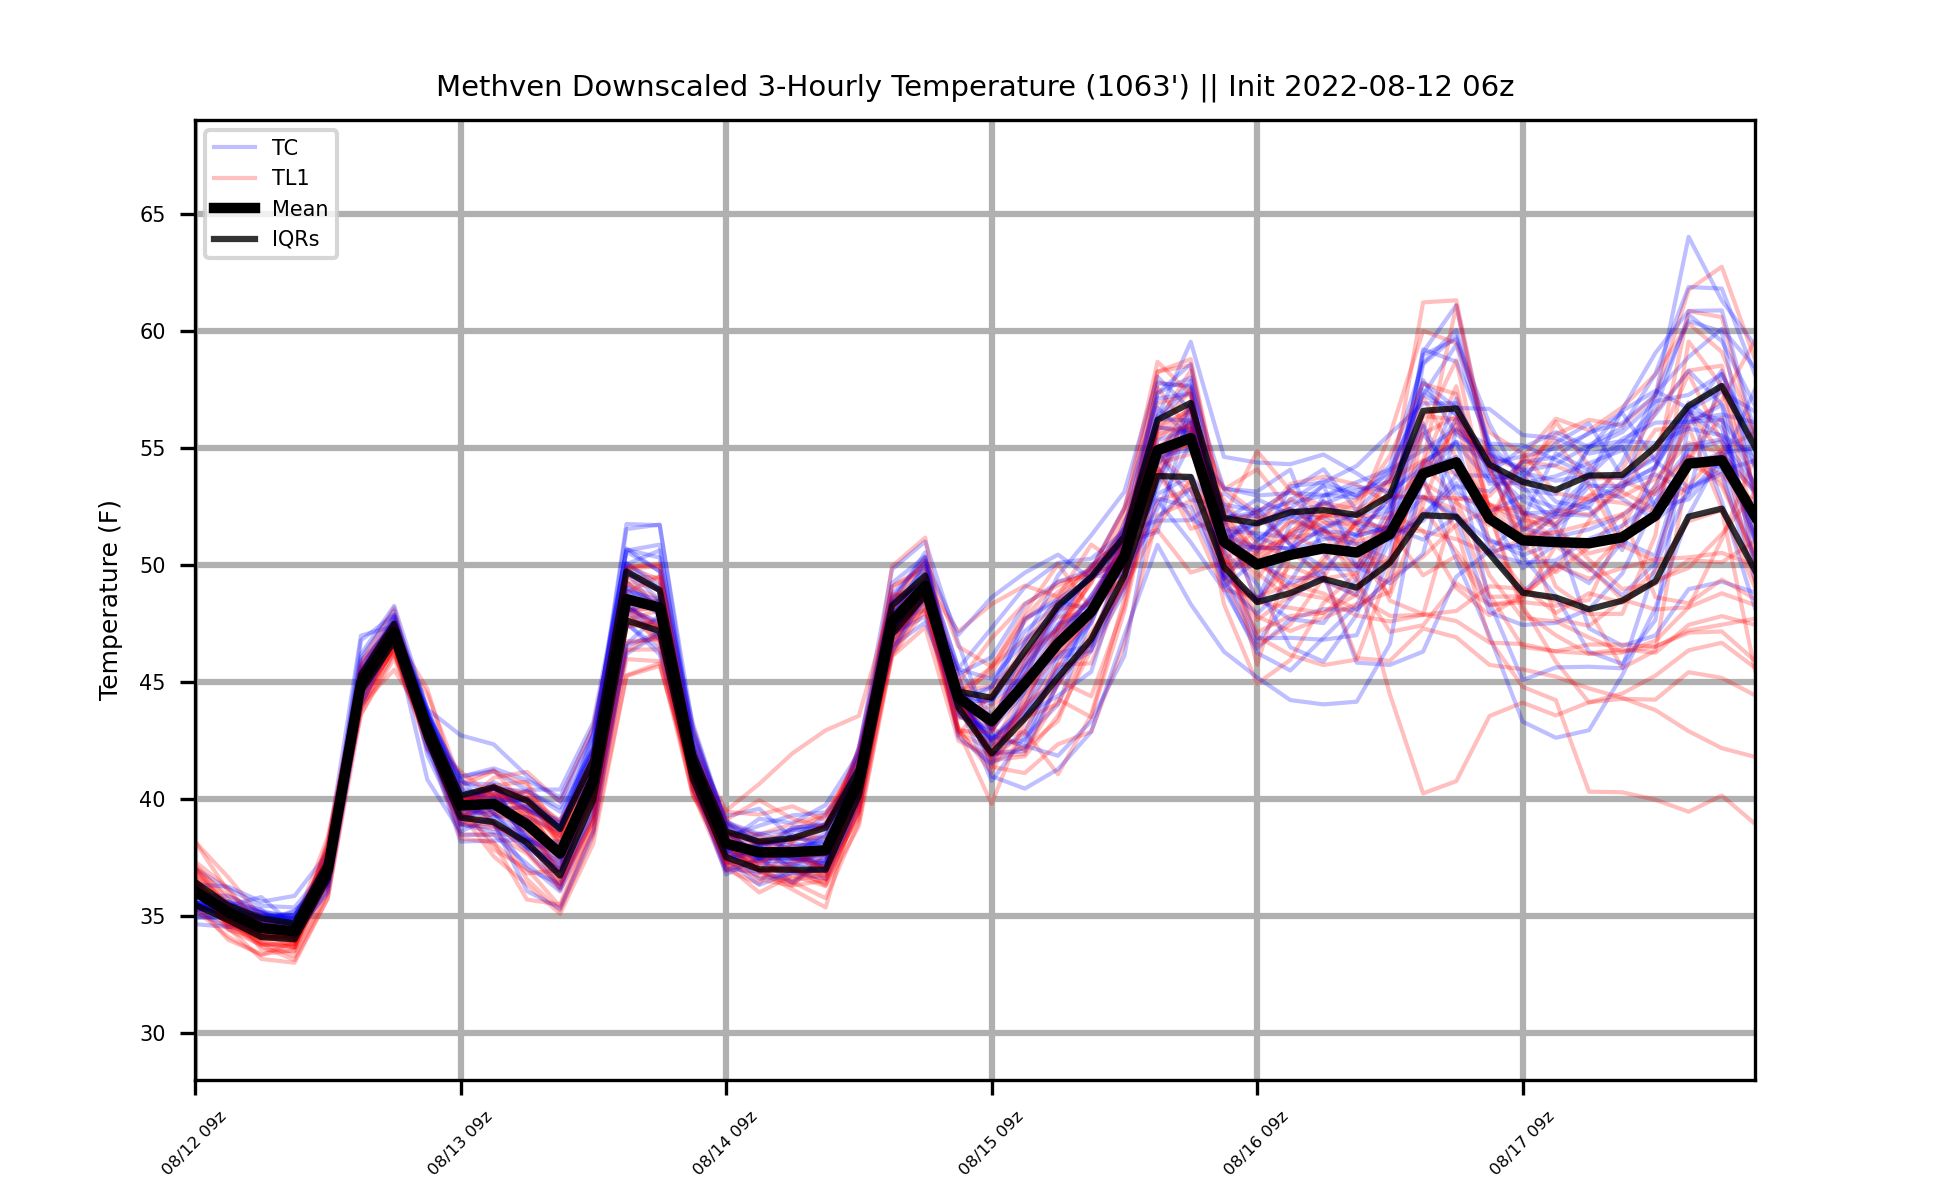 Methven Downscaled 3-Hourly Temperature (1063') || Init 2022-08-12 06z
TC
TL1
Mean
IQRs
Temperature (F)
65
60
55
50
45
40
35
30
08/12 09z
08/13 09z
08/14 09z
08/15 09z
08/16 09z
08/17 09z